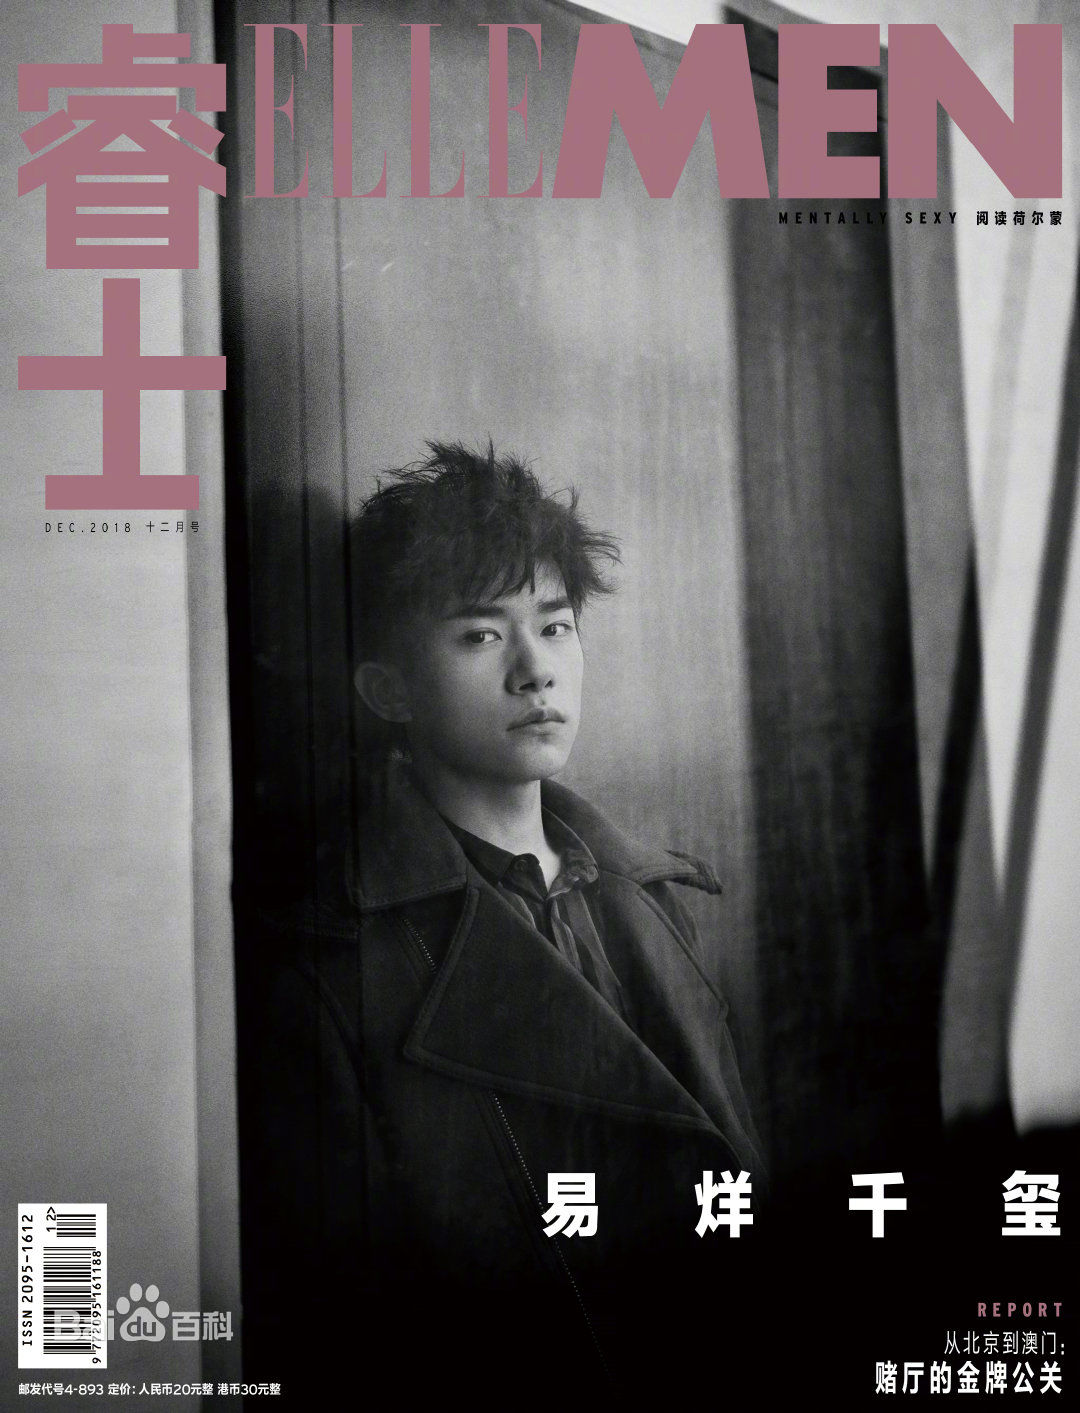 睿士
ELLEMEN
MENTALLY SEXY 阅读荷尔蒙
DEC.2018 十二月号
易烊千玺
REPORT
从北京到澳门:
赌厅的金牌公关
ISSN 2095-1612
12>
9 772095 161188
Bai du 百科
邮发代号4-893 定价: 人民币20元整 港币30元整